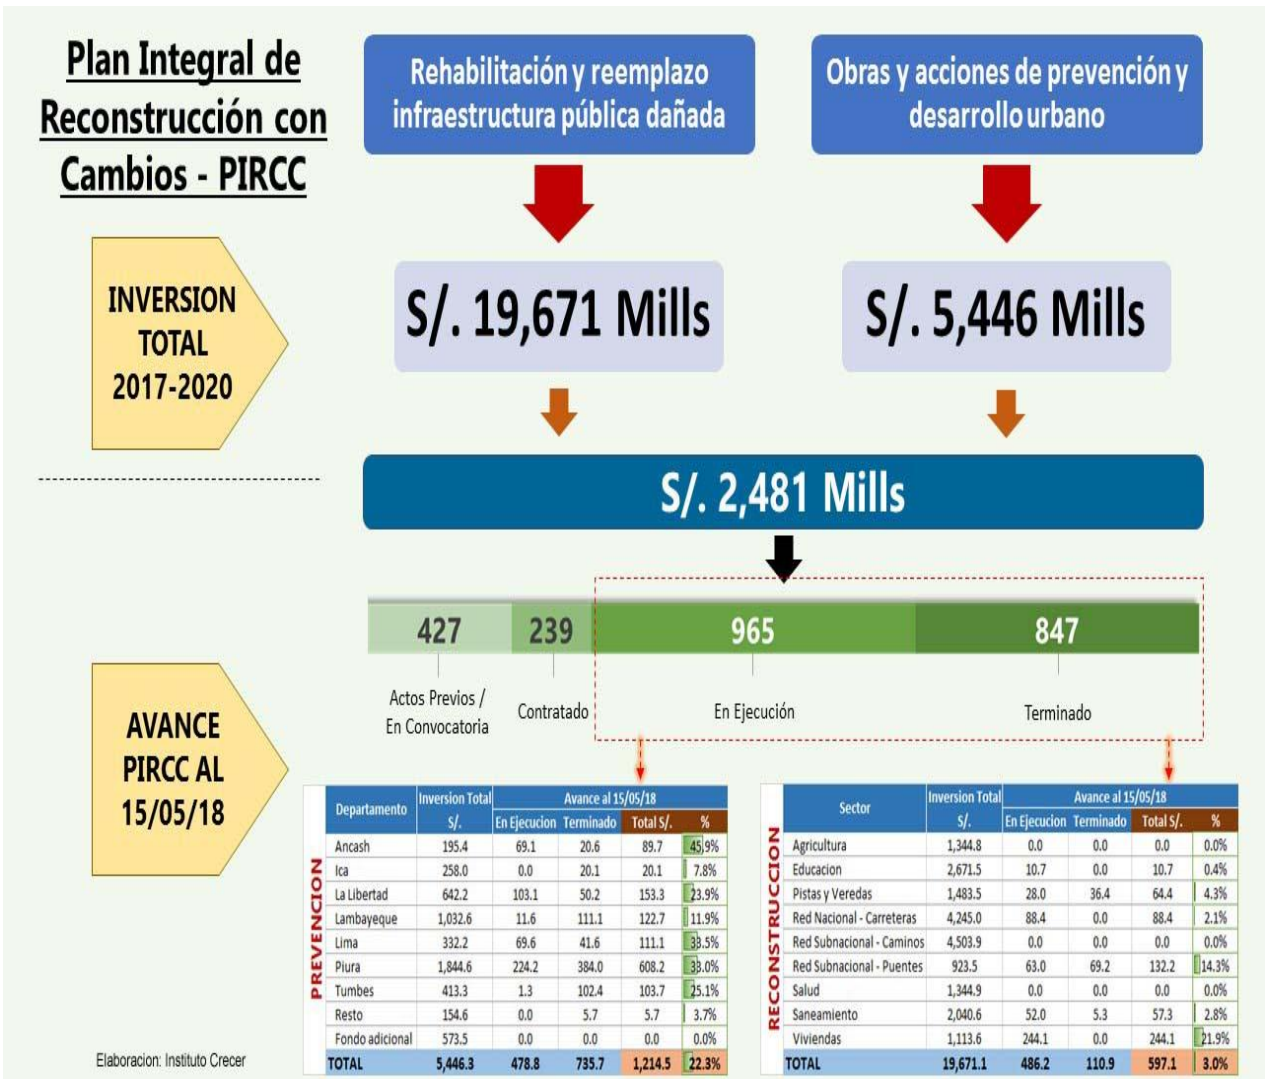 Plan Integral de
Reconstrucción con
Cambios - PIRCC
Rehabilitación y reemplazo
infraestructura pública dañada
Obras y acciones de prevención y
desarrollo urbano
INVERSION
TOTAL
2017-2020
S/. 19,671 Mills
S/. 5,446 Mills
S/. 2,481 Mills
427 239 965 847
Actos Previos /
En Convocatoria
Contratado
En Ejecución
Terminado
AVANCE
PIRCC AL
15/05/18
PREVENCION
Departamento Inversion Total Avance al 15/05/18
S/. En Ejecucion Terminado Total S/. %
Ancash 195.4 69.1 20.6 89.7 45.9%
Ica 258.0 0.0 20.1 20.1 7.8%
La Libertad 642.2 103.1 50.2 153.3 23.9%
Lambayeque 1,032.6 11.6 111.1 122.7 11.9%
Lima 332.2 69.6 41.6 111.1 33.5%
Piura 1,844.6 224.2 384.0 608.2 33.0%
Tumbes 413.3 1.3 102.4 103.7 25.1%
Resto 154.6 0.0 5.7 5.7 3.7%
Fondo adicional 573.5 0.0 0.0 0.0 0.0%
TOTAL 5,446.3 478.8 735.7 1,214.5 22.3%
RECONSTRUCCION
Sector Inversion Total Avance al 15/05/18
S/. En Ejecucion Terminado Total S/. %
Agricultura 1,344.8 0.0 0.0 0.0 0.0%
Educacion 2,671.5 10.7 0.0 10.7 0.4%
Pistas y Veredas 1,483.5 28.0 36.4 64.4 4.3%
Red Nacional - Carreteras 4,245.0 88.4 0.0 88.4 2.1%
Red Subnacional - Caminos 4,503.9 0.0 0.0 0.0 0.0%
Red Subnacional - Puentes 923.5 63.0 69.2 132.2 14.3%
Salud 1,344.9 0.0 0.0 0.0 0.0%
Saneamiento 2,040.6 52.0 5.3 57.3 2.8%
Viviendas 1,113.6 244.1 0.0 244.1 21.9%
TOTAL 19,671.1 486.2 110.9 597.1 3.0%
Elaboracion: Instituto Crecer